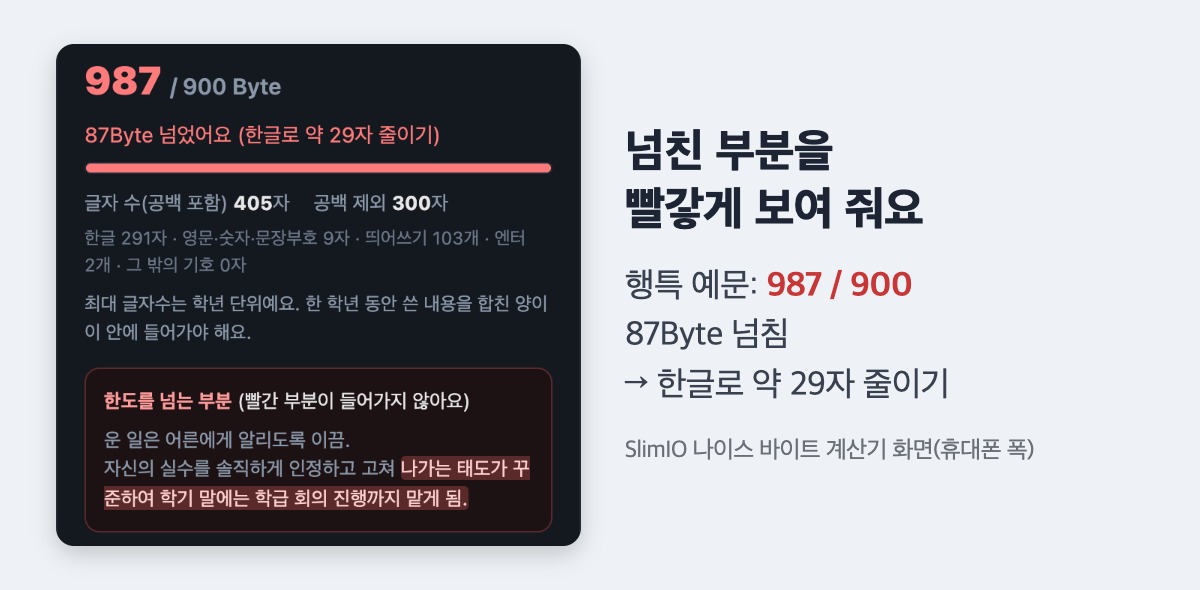 987 / 900 Byte
87Byte 넘었어요 (한글로 약 29자 줄이기)
글자 수(공백 포함) 405자 공백 제외 300자
한글 291자 · 영문·숫자·문장부호 9자 · 띄어쓰기 103개 · 엔터
2개 · 그 밖의 기호 0자
최대 글자수는 학년 단위예요. 한 학년 동안 쓴 내용을 합친 양이
이 안에 들어가야 해요.
한도를 넘는 부분 (빨간 부분이 들어가지 않아요)
운 일은 어른에게 알리도록 이끔.
자신의 실수를 솔직하게 인정하고 고쳐 나가는 태도가 꾸
준하여 학기 말에는 학급 회의 진행까지 맡게 됨.
넘친 부분을
빨갛게 보여 줘요
행특 예문: 987 / 900
87Byte 넘침
→ 한글로 약 29자 줄이기
SlimIO 나이스 바이트 계산기 화면(휴대폰 폭)